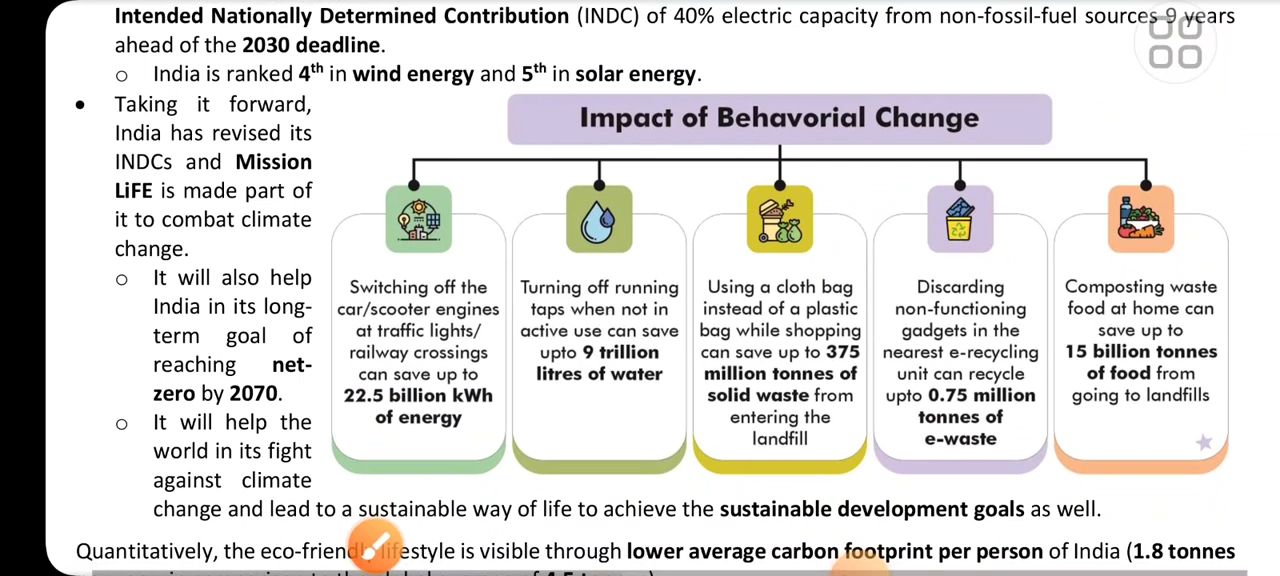 Intended Nationally Determined Contribution (INDC) of 40% electric capacity from non-fossil-fuel sources 9 years
ahead of the 2030 deadline.
o India is ranked 4th in wind energy and 5th in solar energy.
• Taking it forward,
India has revised its
INDCs and Mission
LiFE is made part of
it to combat climate
change.
o It will also help
India in its long-
term goal of
reaching net-
zero by 2070.
o It will help the
world in its fight
against climate
change and lead to a sustainable way of life to achieve the sustainable development goals as well.
Impact of Behavorial Change
Switching off the
car/scooter engines
at traffic lights/
railway crossings
can save up to
22.5 billion kWh
of energy
Turning off running
taps when not in
active use can save
upto 9 trillion
litres of water
Using a cloth bag
instead of a plastic
bag while shopping
can save up to 375
million tonnes of
solid waste from
entering the
landfill
Discarding
non-functioning
gadgets in the
nearest e-recycling
unit can recycle
upto 0.75 million
tonnes of
e-waste
Composting waste
food at home can
save up to
15 billion tonnes
of food from
going to landfills
Quantitatively, the eco-friendly lifestyle is visible through lower average carbon footprint per person of India (1.8 tonnes